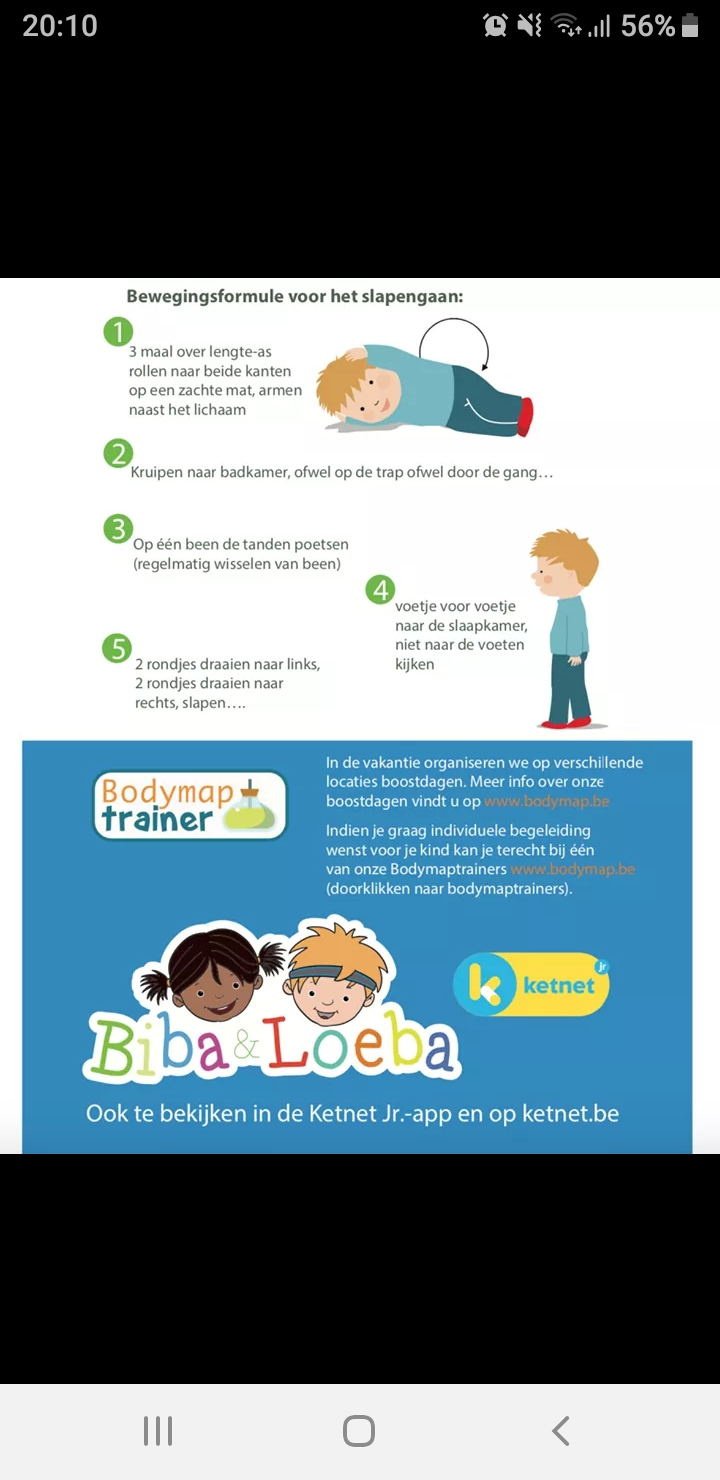 20:10
56%
Bewegingsformule voor het slapengaan:
1
3 maal over lengte-as
rollen naar beide kanten
op een zachte mat, armen
naast het lichaam
2
Kruipen naar badkamer, ofwel op de trap ofwel door de gang…
3
Op één been de tanden poetsen
(regelmatig wisselen van been)
4
voetje voor voetje
naar de slaapkamer,
niet naar de voeten
kijken
5
2 rondjes draaien naar links,
2 rondjes draaien naar
rechts, slapen….
Bodymap
trainer
In de vakantie organiseren we op verschillende
locaties boostdagen. Meer info over onze
boostdagen vindt u op www.bodymap.be
Indien je graag individuele begeleiding
wenst voor je kind kan je terecht bij één
van onze Bodymaptrainers www.bodymap.be
(doorklikken naar bodymaptrainers).
Biba & Loeba
k ketnet jr
Ook te bekijken in de Ketnet Jr.-app en op ketnet.be